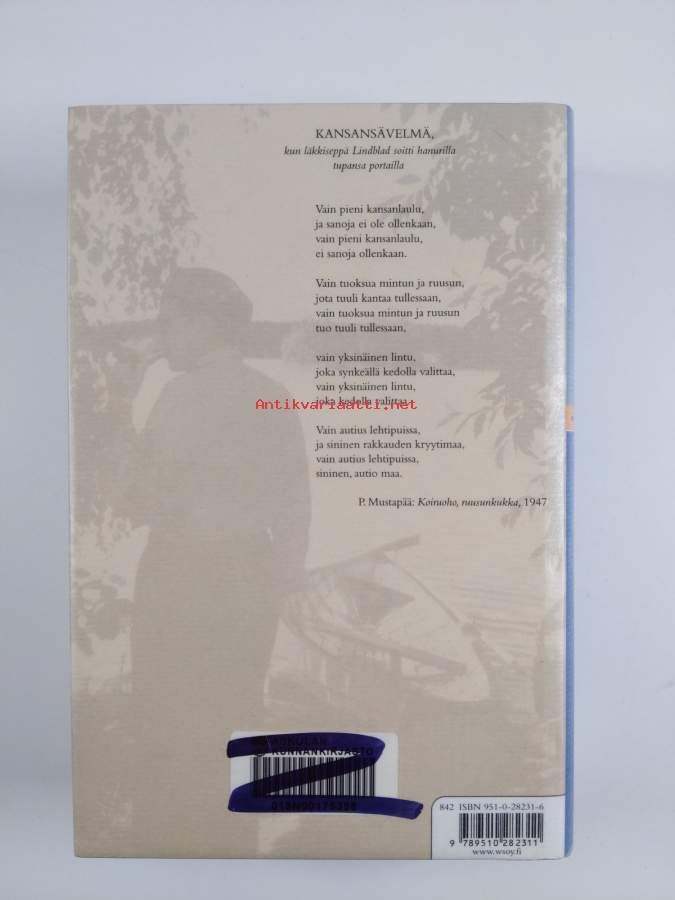 KANSANSÄVELMÄ,
kun läkkiseppä Lindblad soitti hanurilla
tupansa portailla
Vain pieni kansanlaulu,
ja sanoja ei ole ollenkaan,
vain pieni kansanlaulu,
ei sanoja ollenkaan.
Vain tuoksua mintun ja ruusun,
jota tuuli kantaa tullessaan,
vain tuoksua mintun ja ruusun
tuo tuuli tullessaan,
vain yksinäinen lintu,
joka synkeällä kedolla valittaa,
vain yksinäinen lintu,
joka kedolla valittaa.
Antikvariaatti.net
Vain autius lehtipuissa,
ja sininen rakkauden kryytimaa,
vain autius lehtipuissa,
sininen, autio maa.
P. Mustapää: Koiruoho, ruusunkukka, 1947
KUNNANKIRJASTO
842 ISBN 951-0-28231-6
9 789510 282311
www.wsoy.fi